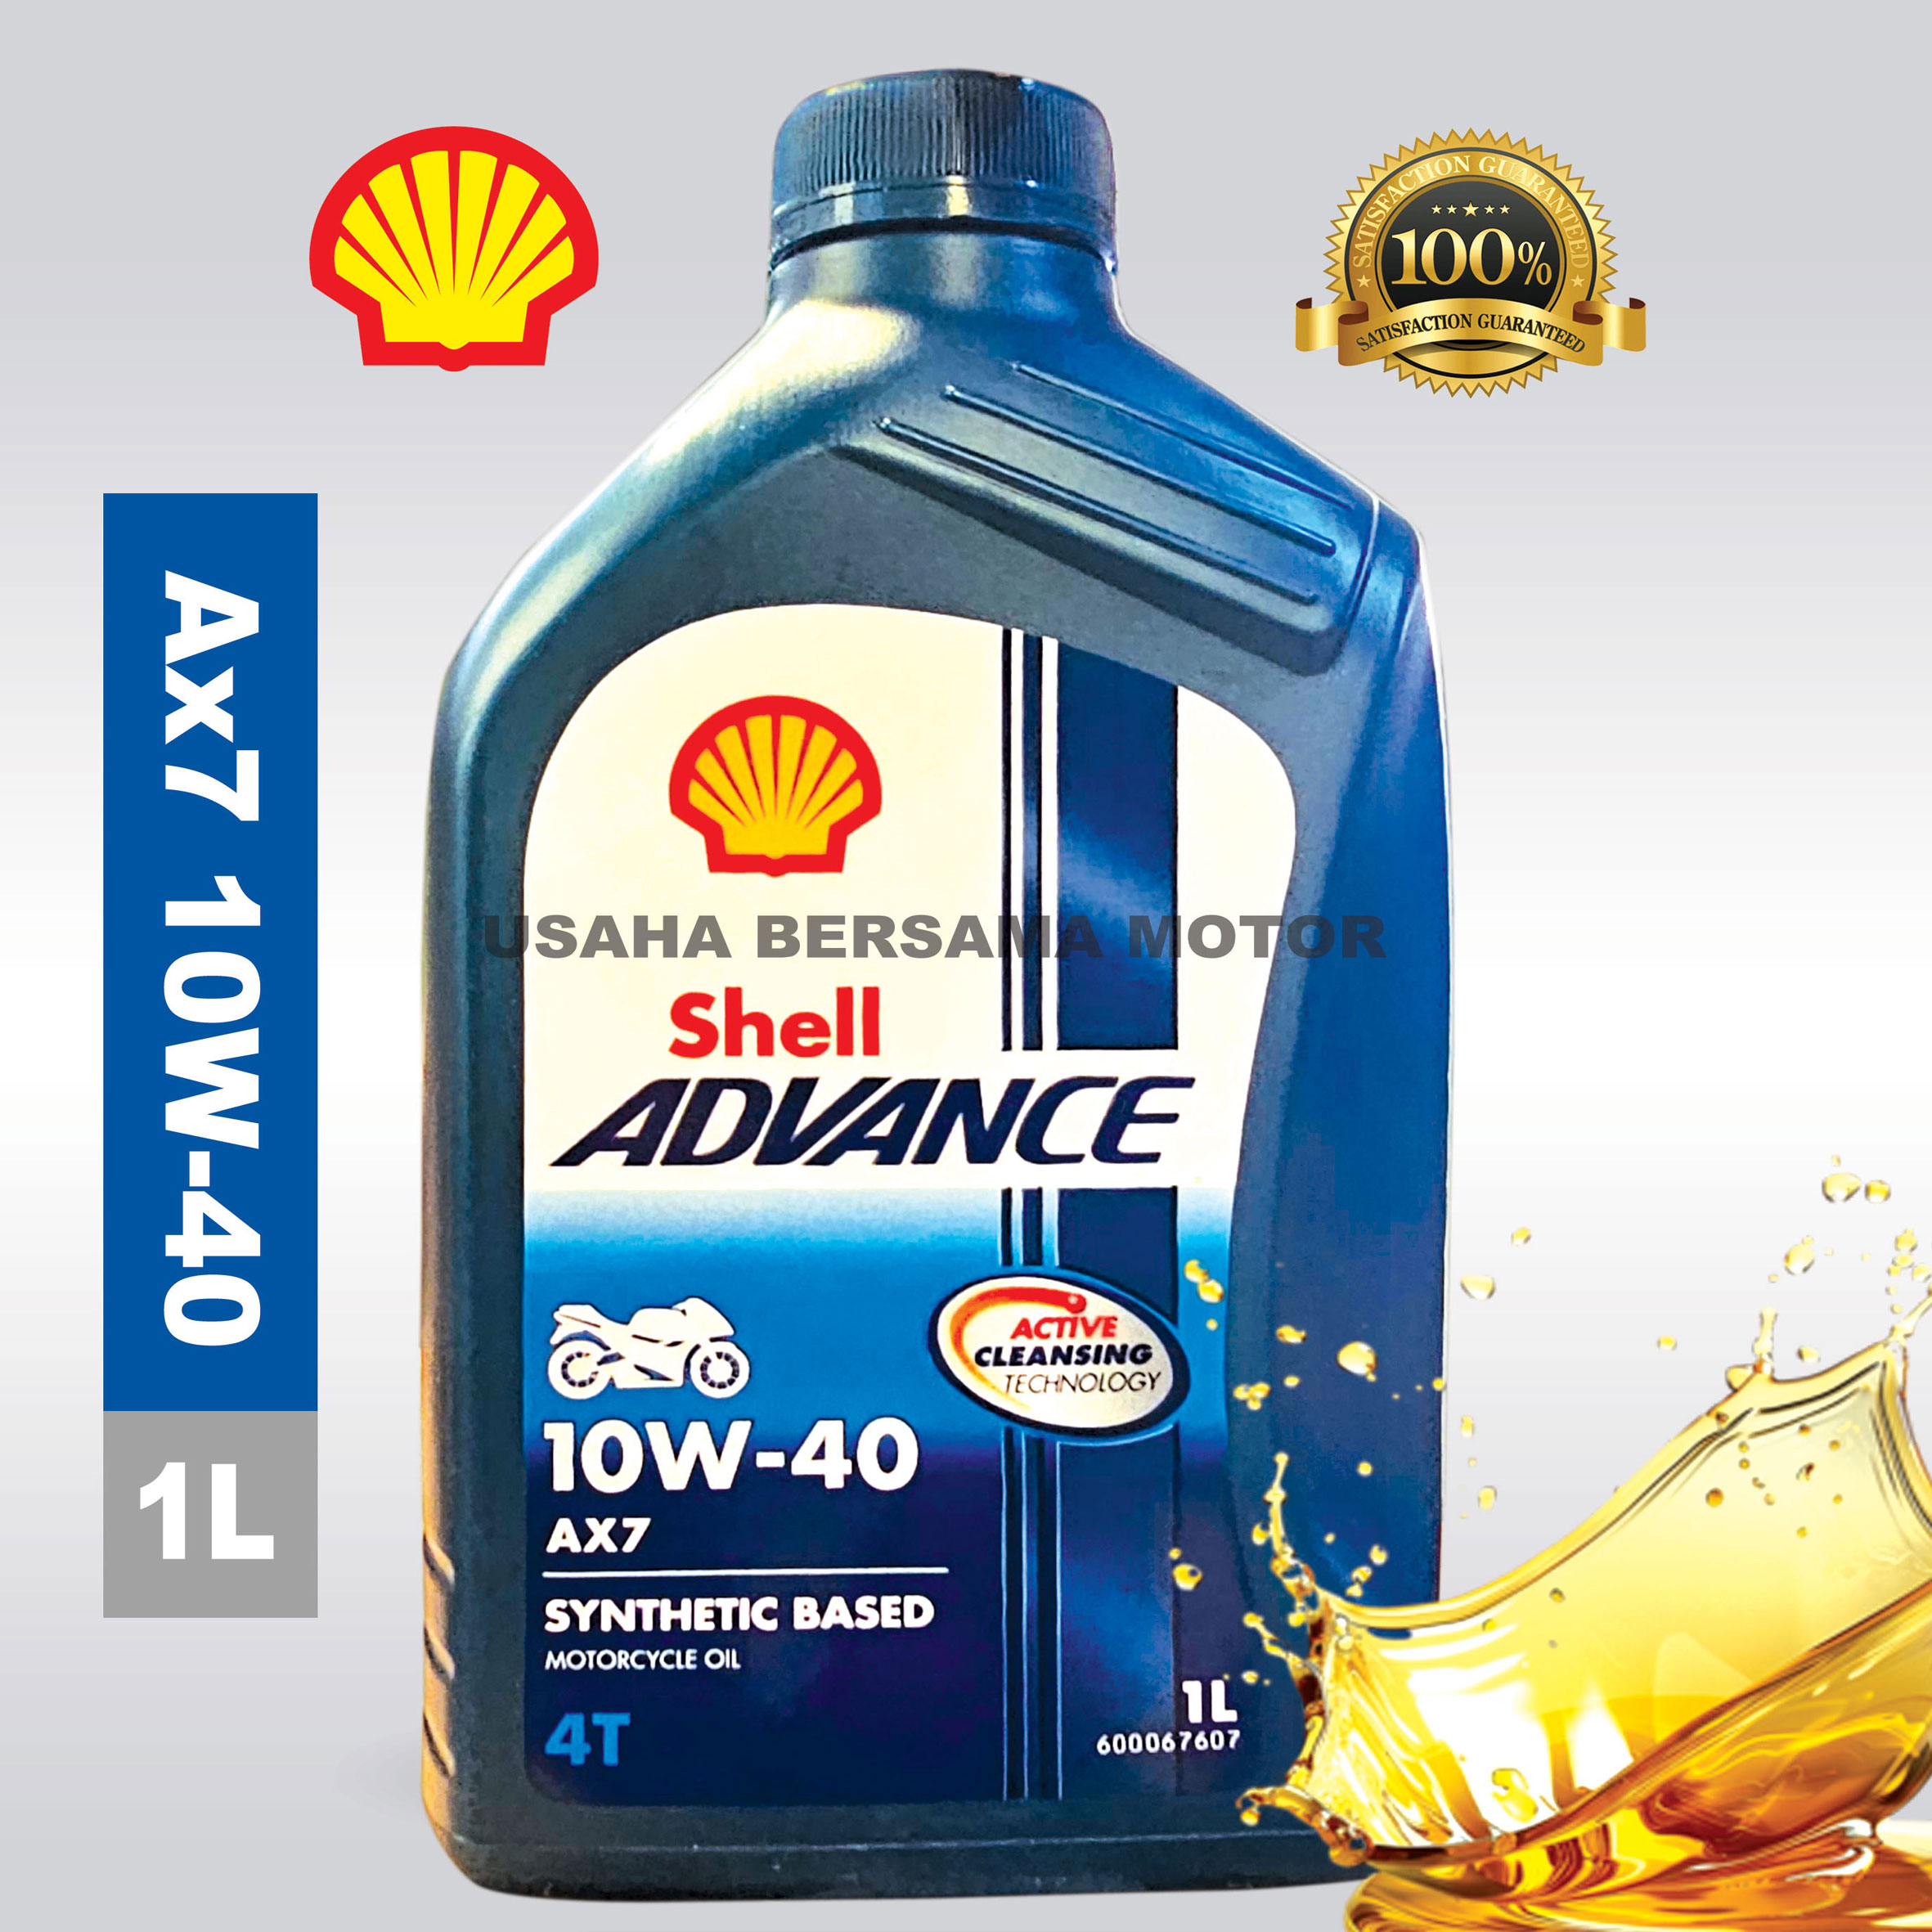 SATISFACTION GUARANTEED
100%
SATISFACTION GUARANTEED
Ax7 10W-40
1L
USAHA BERSAMA MOTOR
Shell
ADVANCE
ACTIVE
CLEANSING
TECHNOLOGY
10W-40
AX7
SYNTHETIC BASED
MOTORCYCLE OIL
4T
1L
600067607